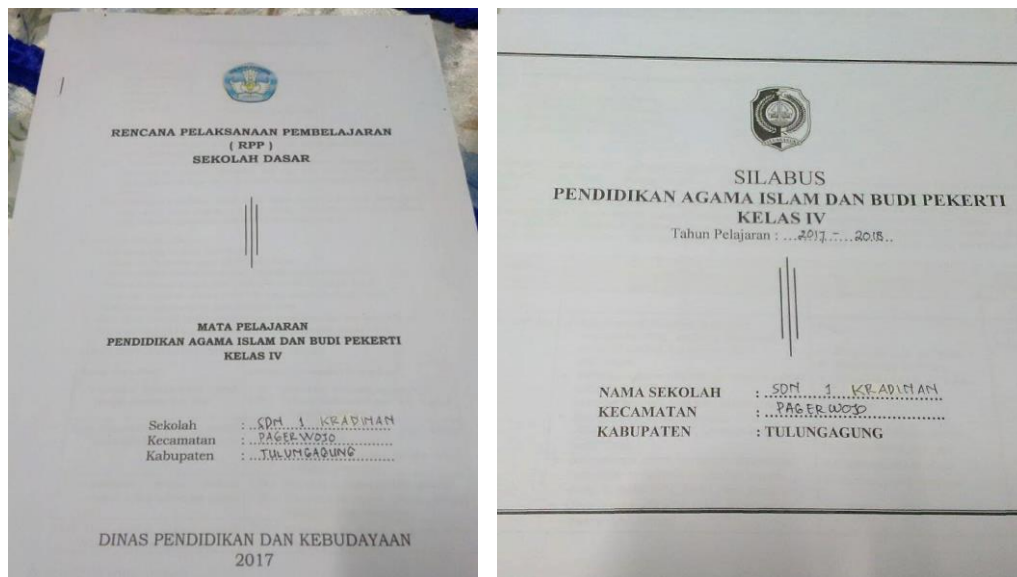 RENCANA PELAKSANAAN PEMBELAJARAN
( RPP )
SEKOLAH DASAR
MATA PELAJARAN
PENDIDIKAN AGAMA ISLAM DAN BUDI PEKERTI
KELAS IV
Sekolah : SDN 1 KRADINAN
Kecamatan : PAGERWOJO
Kabupaten : TULUNGAGUNG
DINAS PENDIDIKAN DAN KEBUDAYAAN
2017
SILABUS
PENDIDIKAN AGAMA ISLAM DAN BUDI PEKERTI
KELAS IV
Tahun Pelajaran : ...2017 - ....2018..
NAMA SEKOLAH : SDN 1 KRADINAN
KECAMATAN : PAGERWOJO
KABUPATEN : TULUNGAGUNG